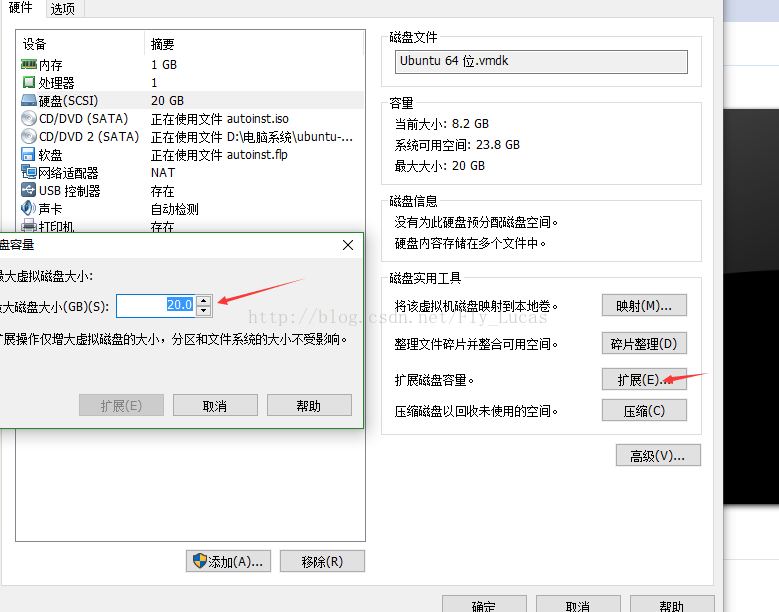 硬件 选项
设备 摘要
内存 1 GB
处理器 1
硬盘(SCSI) 20 GB
CD/DVD (SATA) 正在使用文件 autoinst.iso
CD/DVD 2 (SATA) 正在使用文件 D:\电脑系统\ubuntu-...
软盘 正在使用文件 autoinst.flp
网络适配器 NAT
USB 控制器 存在
声卡 自动检测
打印机 存在
盘容量
最大虚拟磁盘大小:
最大磁盘大小(GB)(S): 20.0
扩展操作仅增大虚拟磁盘的大小，分区和文件系统的大小不受影响。
扩展(E) 取消 帮助
添加(A)... 移除(R)
磁盘文件
Ubuntu 64 位.vmdk
容量
当前大小: 8.2 GB
系统可用空间: 23.8 GB
最大大小: 20 GB
磁盘信息
没有为此硬盘预分配磁盘空间。
硬盘内容存储在多个文件中。
磁盘实用工具
将该虚拟机磁盘映射到本地卷。 映射(M)...
http://blog.csdn.net/Fly_Lucas
整理文件碎片并整合可用空间。 碎片整理(D)
扩展磁盘容量。 扩展(E)...
压缩磁盘以回收未使用的空间。 压缩(C)
高级(V)...
确定 取消 帮助